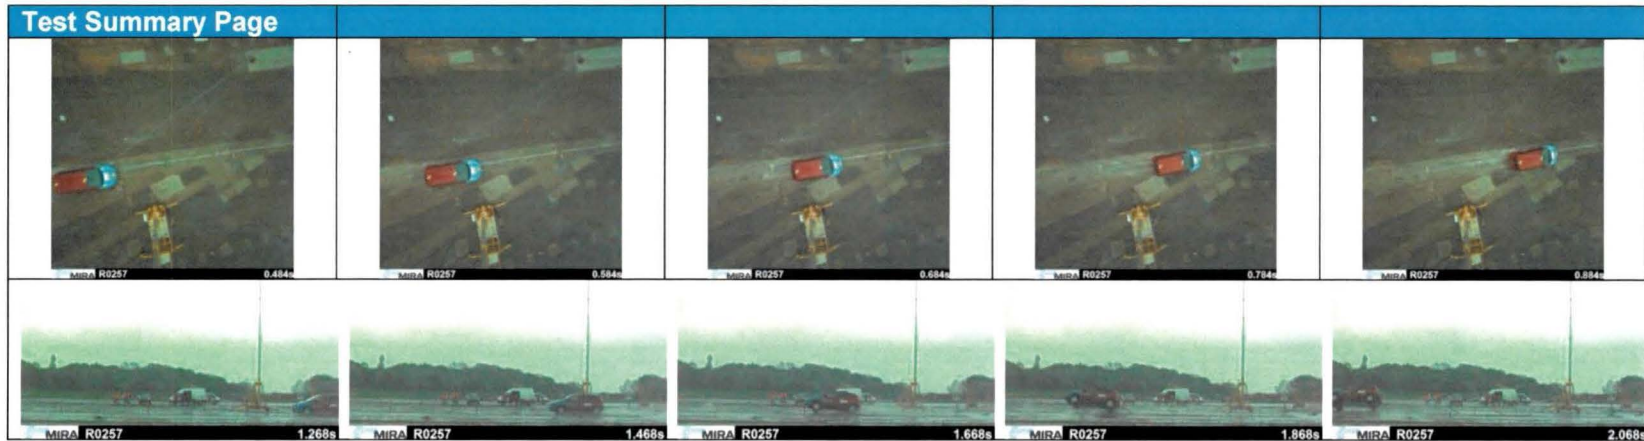 Test Summary Page
MIRA R0257 0.484s
MIRA R0257 0.584s
MIRA R0257 0.684s
MIRA R0257 0.784s
MIRA R0257 0.884s
MIRA R0257 1.268s
MIRA R0257 1.468s
MIRA R0257 1.668s
MIRA R0257 1.868s
MIRA R0257 2.068s